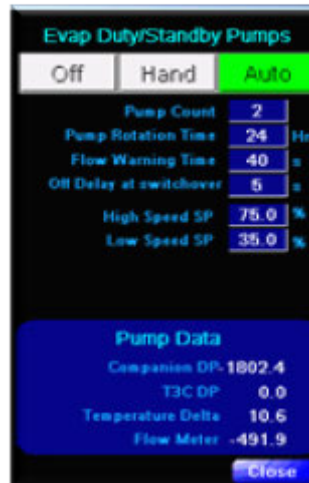 Evap Duty/Standby Pumps
Off Hand Auto
Pump Count 2
Pump Rotation Time 24 Hr
Flow Warning Time 40 s
Off Delay at switchover 5 s
High Speed SP 75.0 %
Low Speed SP 35.0 %
Pump Data
Companion DP -1802.4
T3C DP 0.0
Temperature Delta 10.6
Flow Meter -491.9
Close